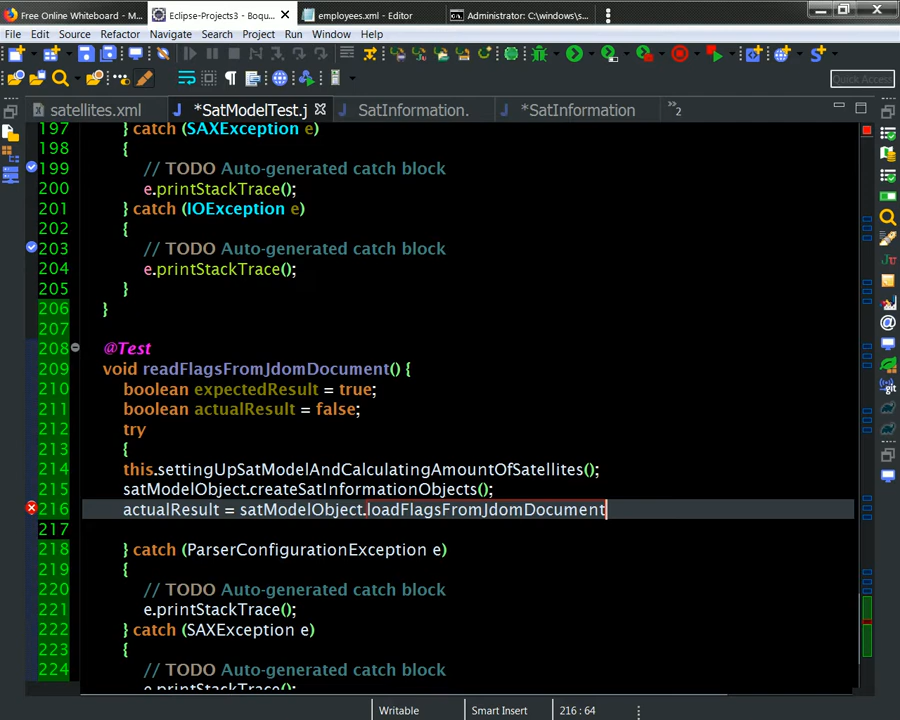 Free Online Whiteboard - M...
Eclipse-Projects3 - Boqu...
employees.xml - Editor
Administrator: C:\windows\s...
File Edit Source Refactor Navigate Search Project Run Window Help
Quick Access
satellites.xml
*SatModelTest.j
SatInformation.
*SatInformation
»2
197 } catch (SAXException e)
198 {
199 // TODO Auto-generated catch block
200 e.printStackTrace();
201 } catch (IOException e)
202 {
203 // TODO Auto-generated catch block
204 e.printStackTrace();
205 }
206 }
207
208 @Test
209 void readFlagsFromJdomDocument() {
210 boolean expectedResult = true;
211 boolean actualResult = false;
212 try
213 {
214 this.settingUpSatModelAndCalculatingAmountOfSatellites();
215 satModelObject.createSatInformationObjects();
216 actualResult = satModelObject.loadFlagsFromJdomDocument
217
218 } catch (ParserConfigurationException e)
219 {
220 // TODO Auto-generated catch block
221 e.printStackTrace();
222 } catch (SAXException e)
223 {
224 // TODO Auto-generated catch block
e.printStackTrace();
Writable
Smart Insert
216 : 64